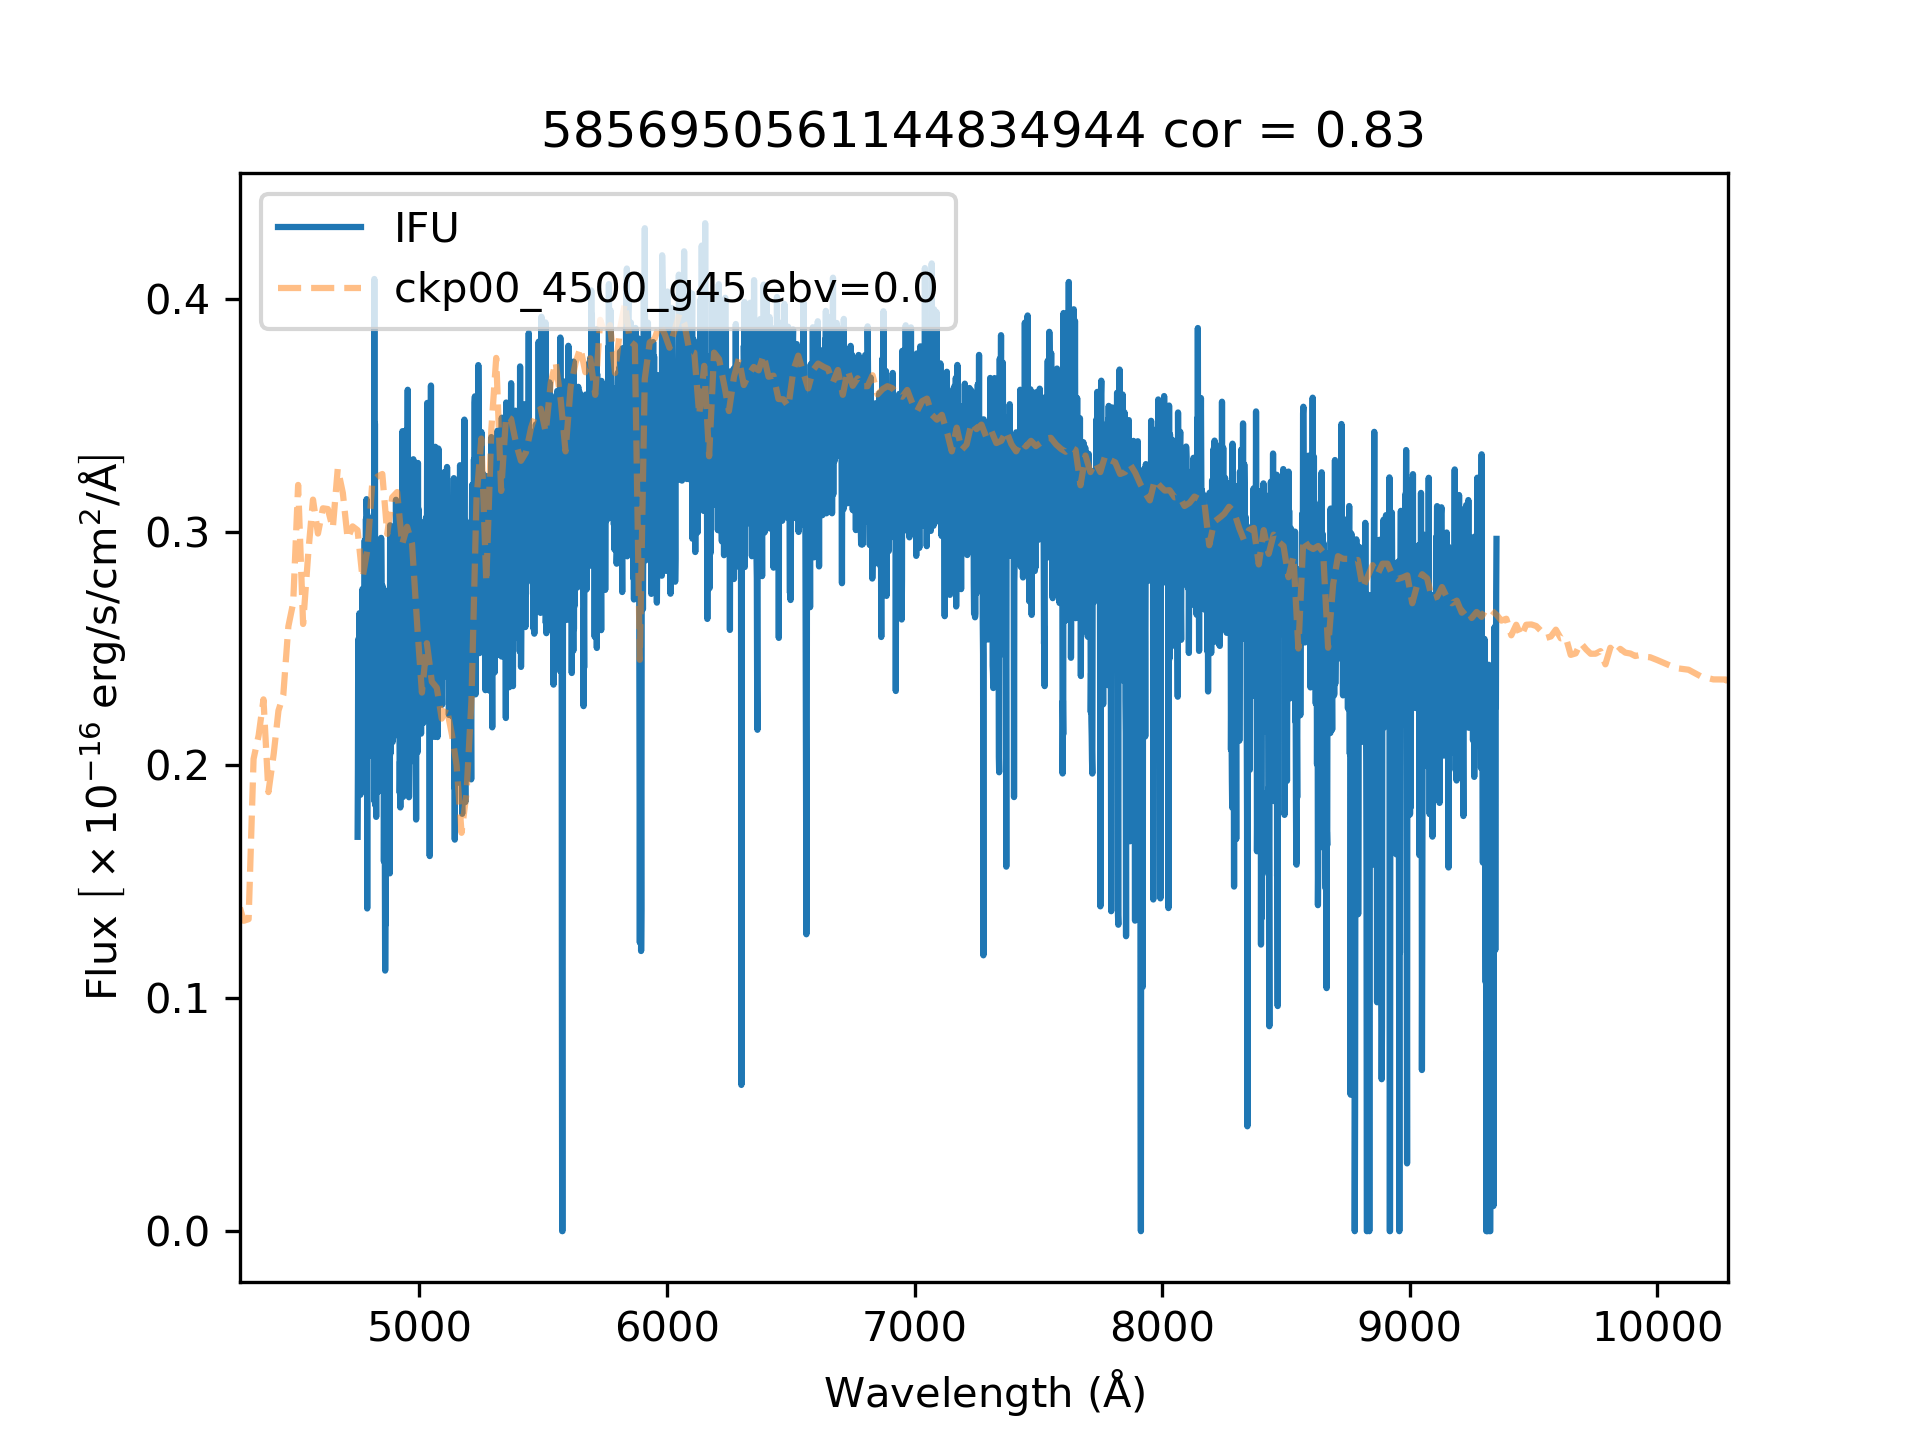 5856950561144834944 cor = 0.83
IFU
ckp00_4500_g45 ebv=0.0
0.4
0.3
0.2
0.1
0.0
Flux [×10⁻¹⁶ erg/s/cm²/Å]
5000 6000 7000 8000 9000 10000
Wavelength (Å)